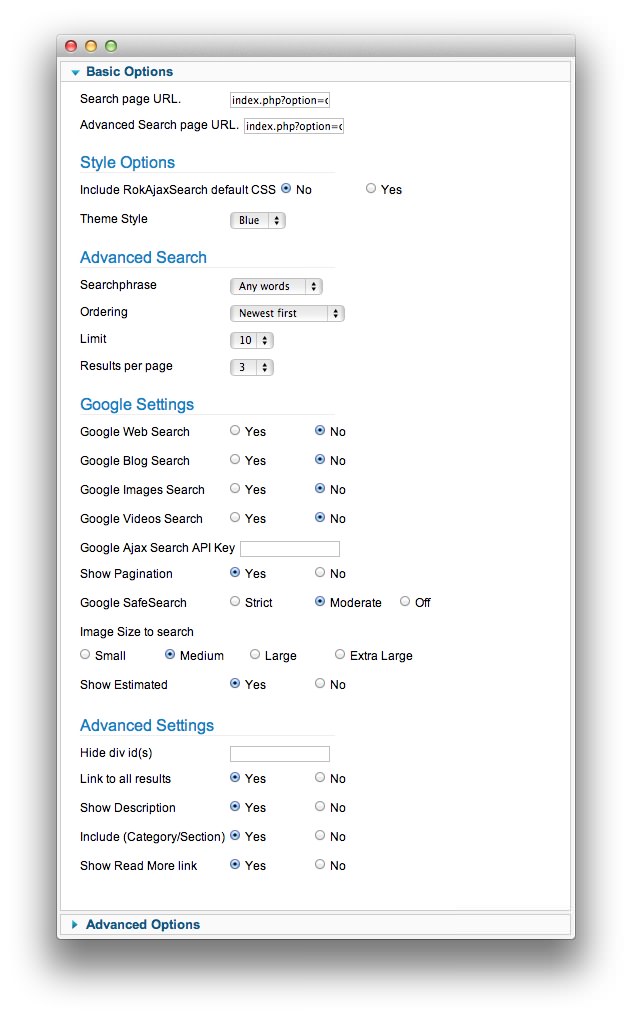 Basic Options
Search page URL. index.php?option=c
Advanced Search page URL. index.php?option=c
Style Options
Include RokAjaxSearch default CSS No Yes
Theme Style Blue
Advanced Search
Searchphrase Any words
Ordering Newest first
Limit 10
Results per page 3
Google Settings
Google Web Search Yes No
Google Blog Search Yes No
Google Images Search Yes No
Google Videos Search Yes No
Google Ajax Search API Key
Show Pagination Yes No
Google SafeSearch Strict Moderate Off
Image Size to search
Small Medium Large Extra Large
Show Estimated Yes No
Advanced Settings
Hide div id(s)
Link to all results Yes No
Show Description Yes No
Include (Category/Section) Yes No
Show Read More link Yes No
Advanced Options